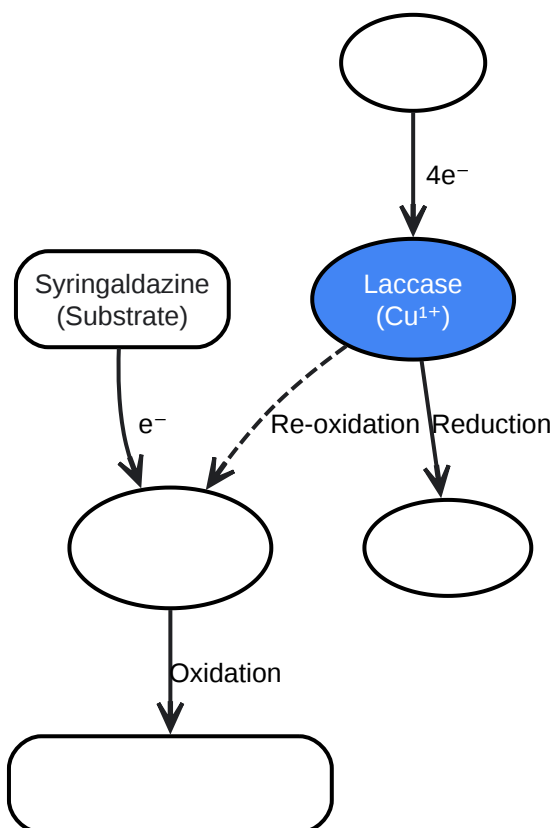 4e⁻
Syringaldazine
(Substrate)
Laccase
(Cu¹⁺)
e⁻
Re-oxidation
Reduction
Oxidation